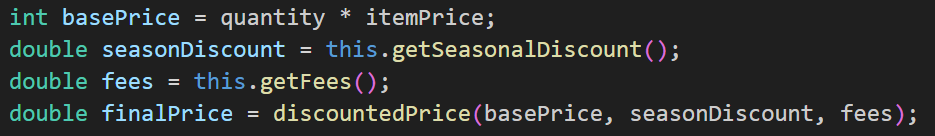 int basePrice = quantity * itemPrice;
double seasonDiscount = this.getSeasonalDiscount();
double fees = this.getFees();
double finalPrice = discountedPrice(basePrice, seasonDiscount, fees);